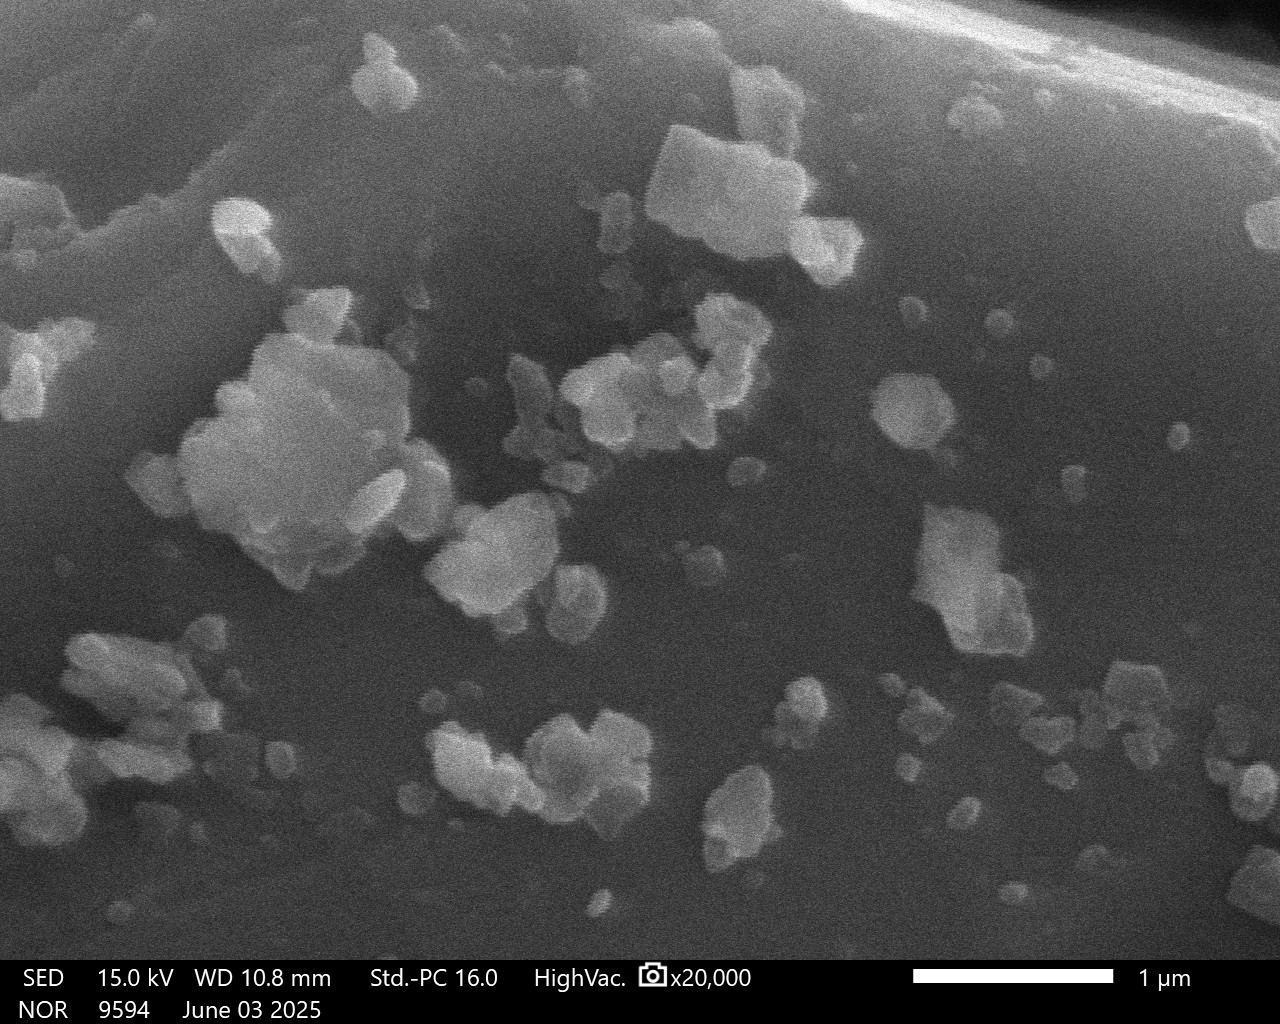 SED 15.0 kV WD 10.8 mm Std.-PC 16.0 HighVac. x20,000 1 µm
NOR 9594 June 03 2025